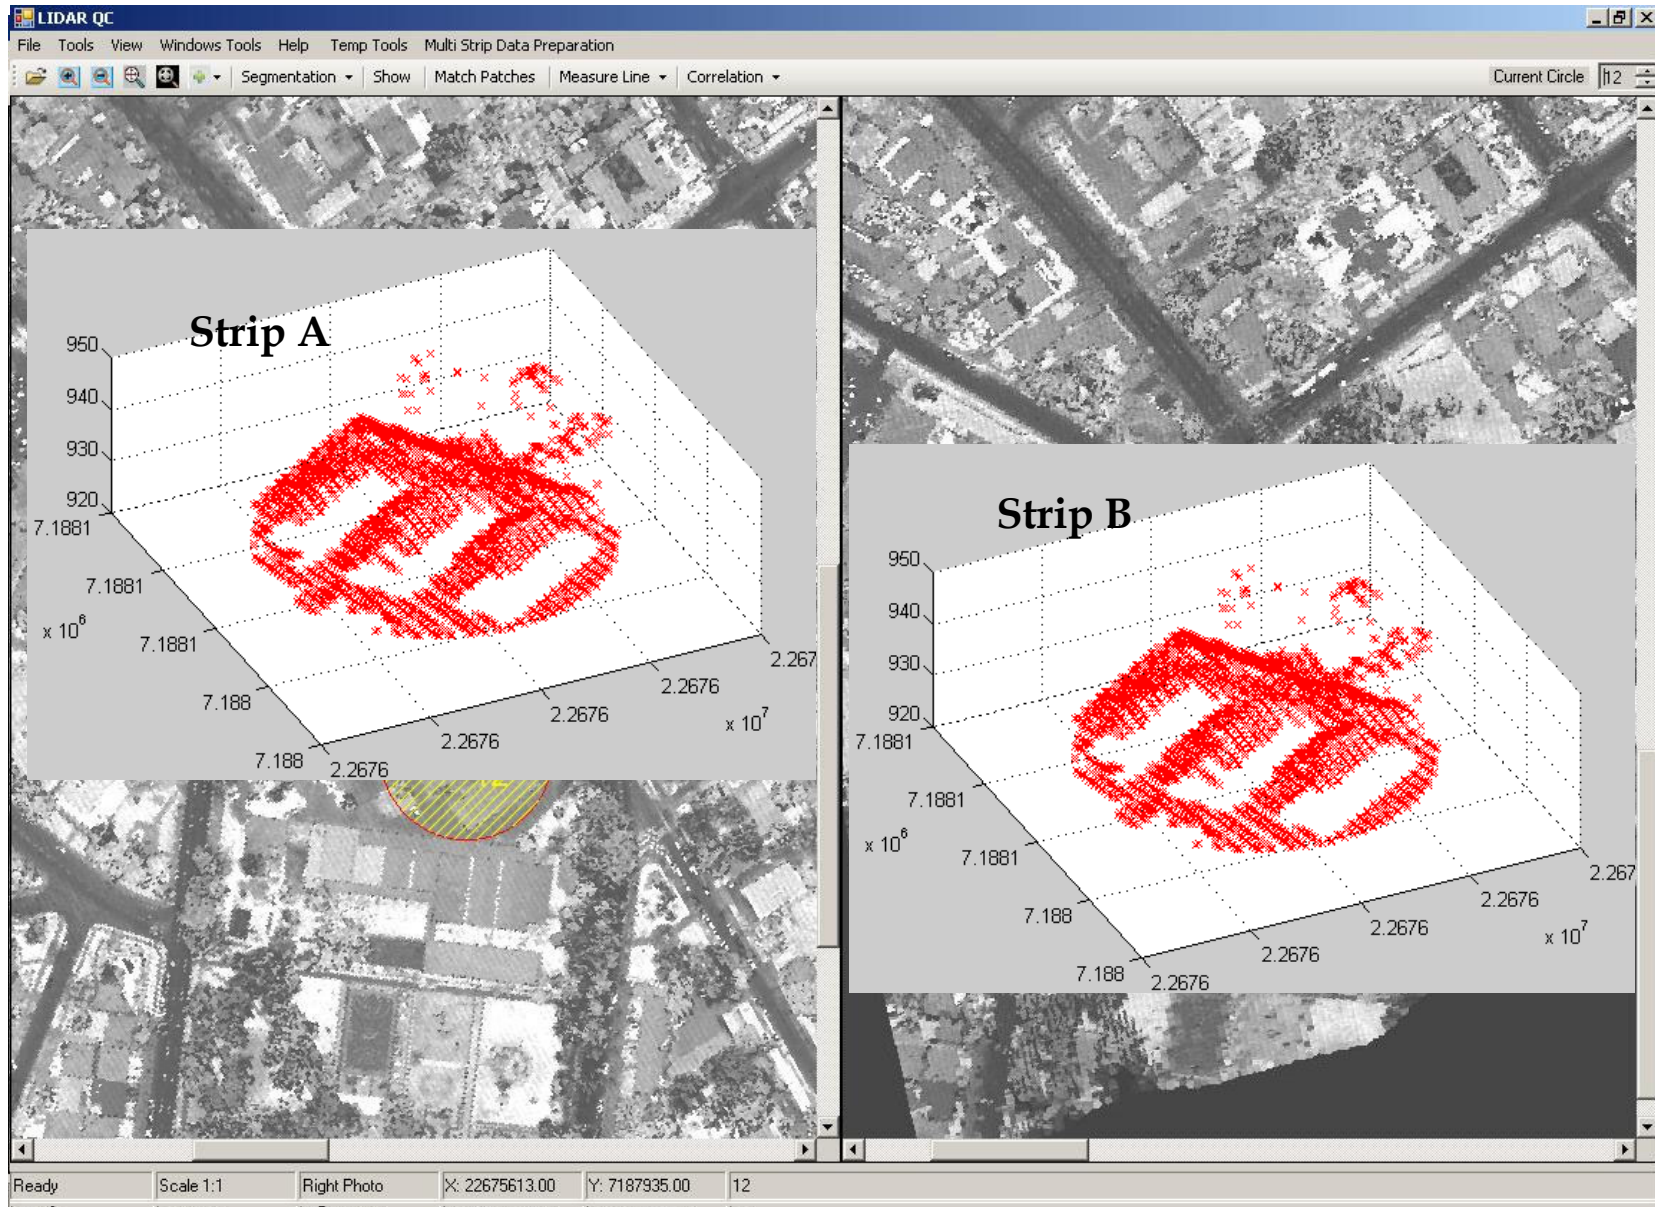 LIDAR QC
File Tools View Windows Tools Help Temp Tools Multi Strip Data Preparation
Segmentation Show Match Patches Measure Line Correlation Current Circle 12
Strip A
950
940
930
920
7.1881
7.1881
x 10^6
7.1881
7.188
7.188
2.2676
2.2676
2.2676
2.2676
2.267
x 10^7
Strip B
950
940
930
920
7.1881
7.1881
x 10^6
7.1881
7.188
7.188
2.2676
2.2676
2.2676
2.2676
2.267
x 10^7
Ready Scale 1:1 Right Photo X: 22675613.00 Y: 7187935.00 12